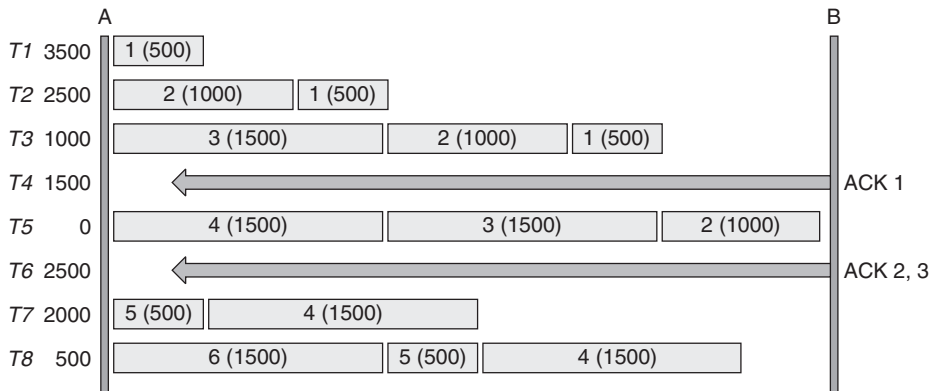 A B
T1 3500 1 (500)
T2 2500 2 (1000) 1 (500)
T3 1000 3 (1500) 2 (1000) 1 (500)
T4 1500 ACK 1
T5 0 4 (1500) 3 (1500) 2 (1000)
T6 2500 ACK 2, 3
T7 2000 5 (500) 4 (1500)
T8 500 6 (1500) 5 (500) 4 (1500)